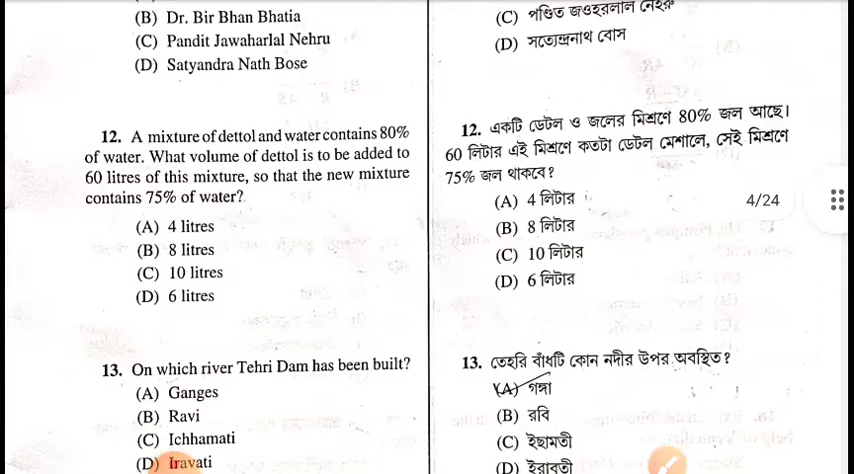 (B) Dr. Bir Bhan Bhatia
(C) Pandit Jawaharlal Nehru
(D) Satyandra Nath Bose
12. A mixture of dettol and water contains 80%
of water. What volume of dettol is to be added to
60 litres of this mixture, so that the new mixture
contains 75% of water?
(A) 4 litres
(B) 8 litres
(C) 10 litres
(D) 6 litres
13. On which river Tehri Dam has been built?
(A) Ganges
(B) Ravi
(C) Ichhamati
(D) Iravati
(C) পণ্ডিত জওহরলাল নেহরু
(D) সত্যেন্দ্রনাথ বোস
12. একটি ডেটল ও জলের মিশ্রণে 80% জল আছে।
60 লিটার এই মিশ্রণে কতটা ডেটল মেশালে, সেই মিশ্রণে
75% জল থাকবে?
(A) 4 লিটার
(B) 8 লিটার
(C) 10 লিটার
(D) 6 লিটার
13. তেহরি বাঁধটি কোন নদীর উপর অবস্থিত?
(A) গঙ্গা
(B) রবি
(C) ইছামতী
(D) ইরাবতী
4/24